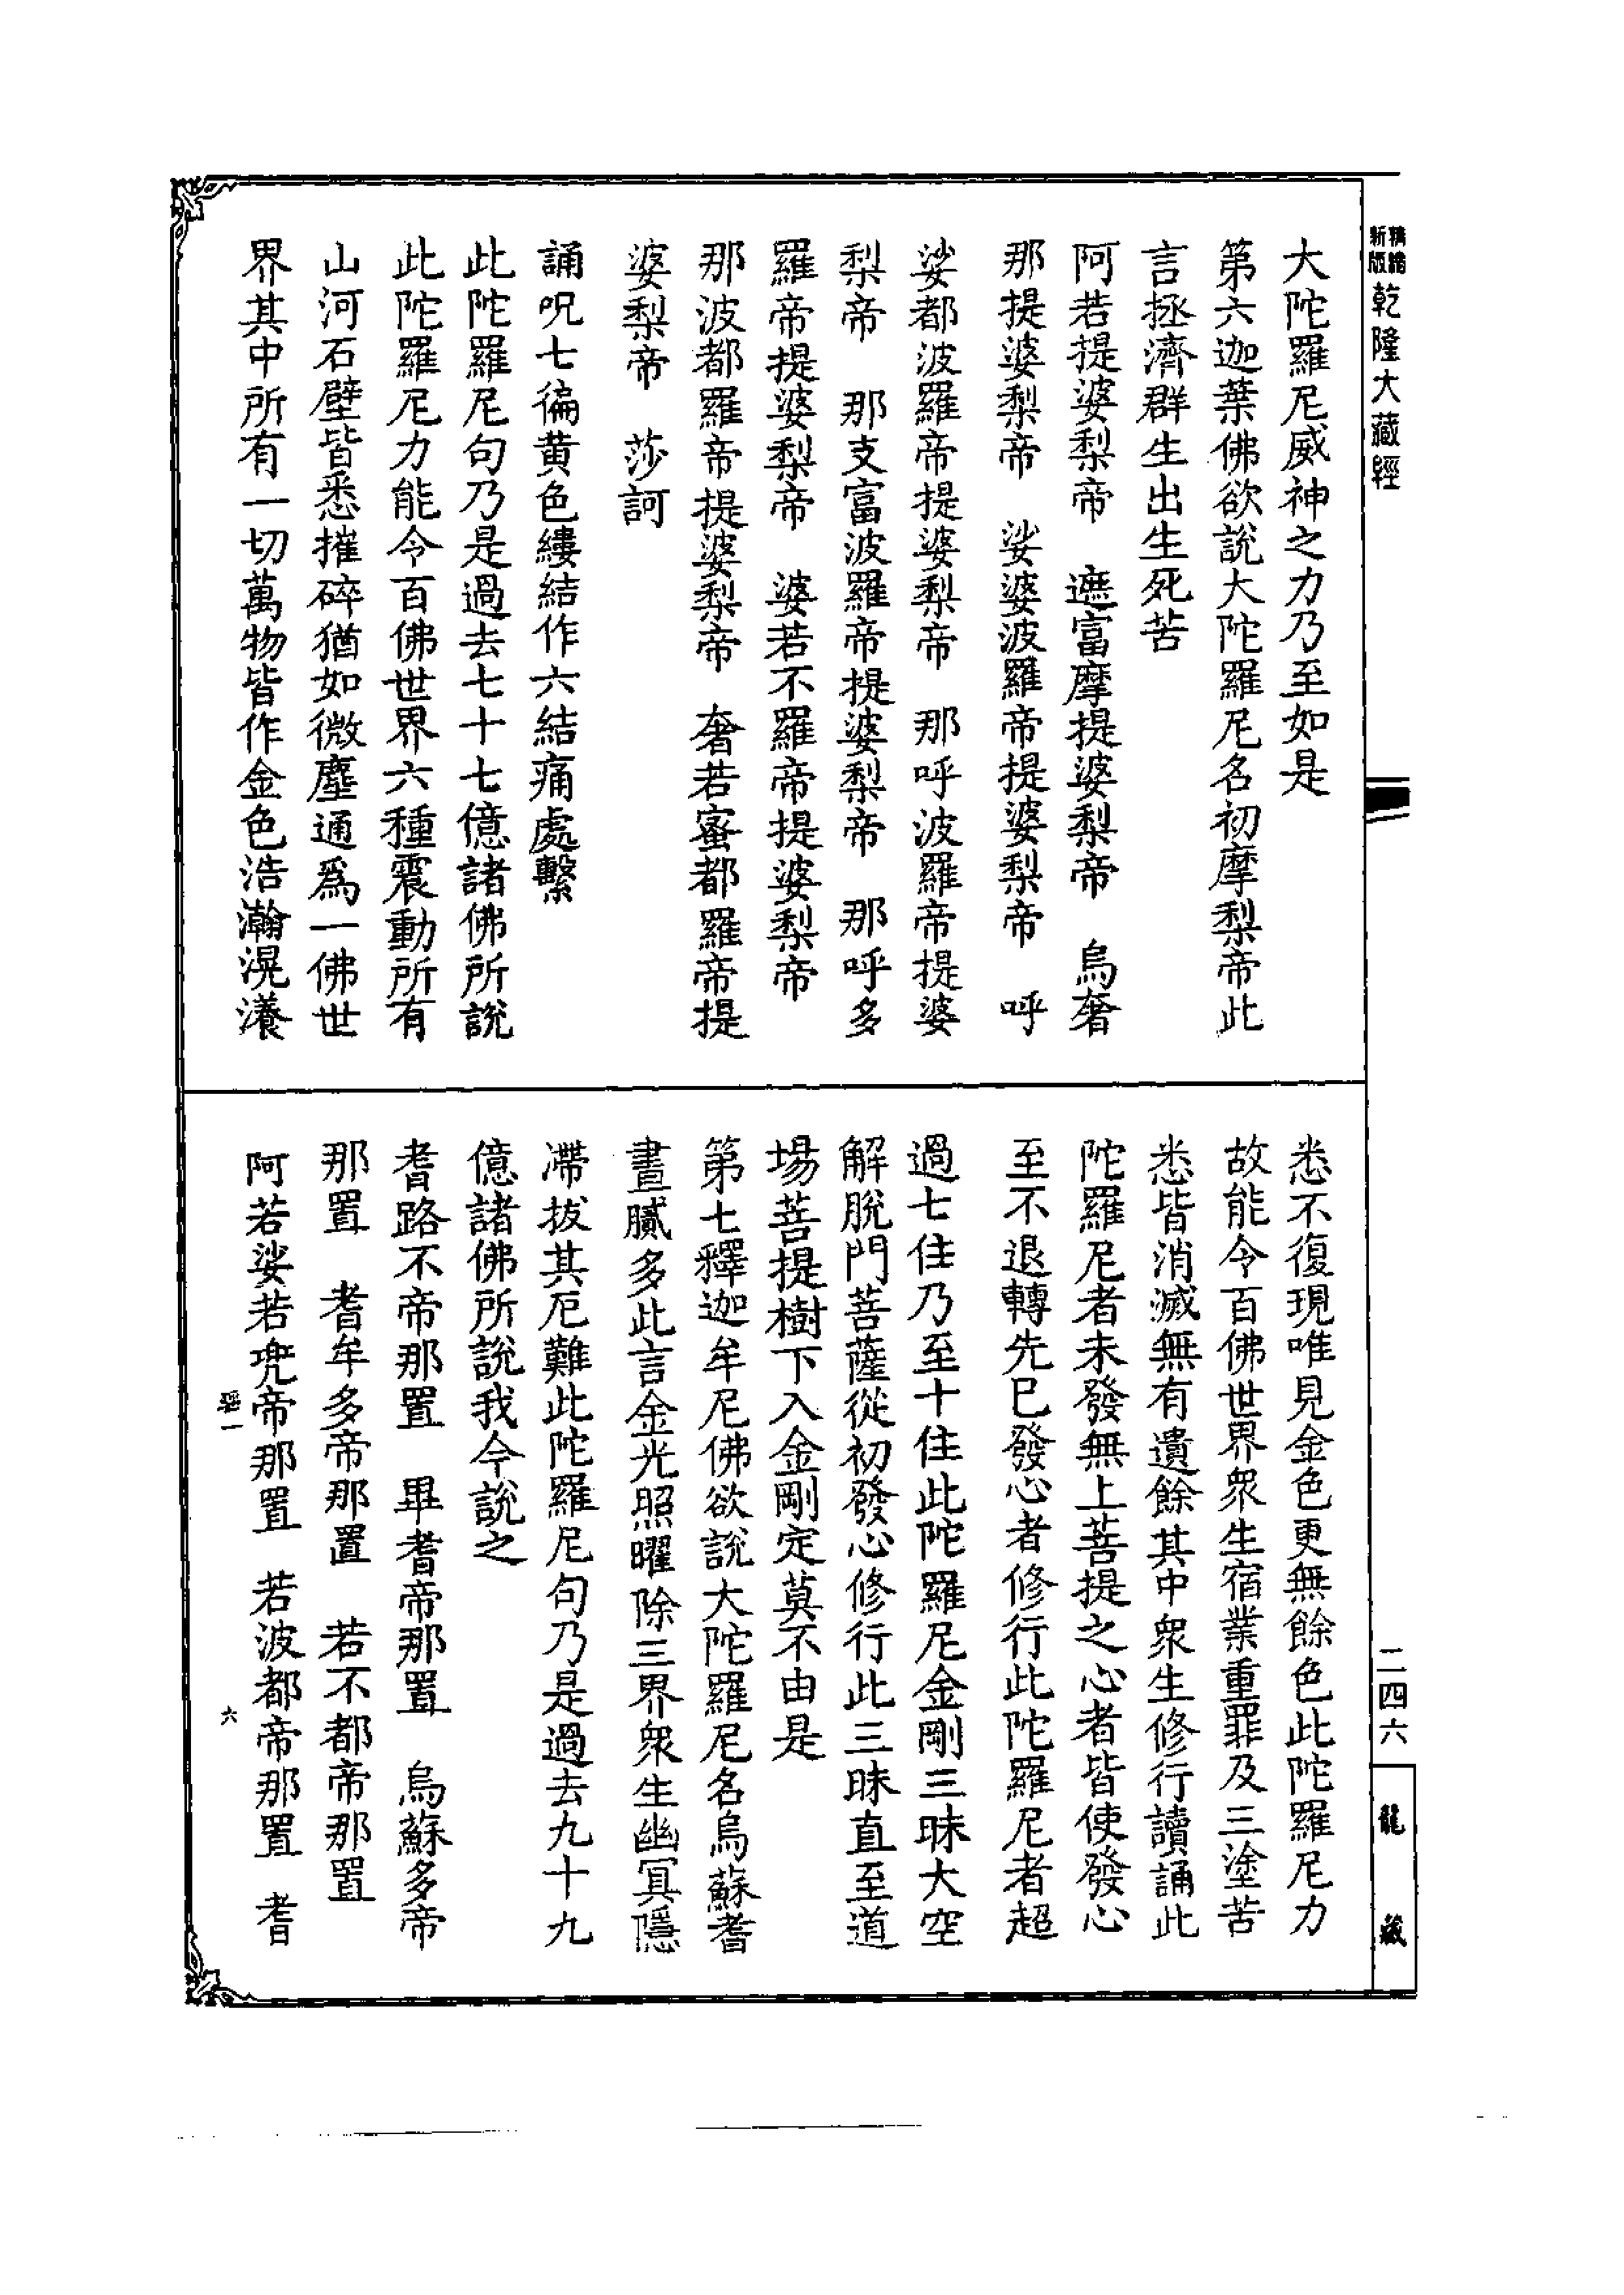 精縮新版乾隆大藏經
大陀羅尼威神之力乃至如是
第六迦葉佛欲說大陀羅尼名初摩梨帝此
言拯濟群生出生死苦
阿若提婆梨帝　遮富摩提婆梨帝　烏奢
那提婆梨帝　娑婆波羅帝提婆梨帝　呼
娑都波羅帝提婆梨帝　那呼波羅帝提婆
梨帝　那支富波羅帝提婆梨帝　那呼多
羅帝提婆梨帝　婆若不羅帝提婆梨帝
那波都羅帝提婆梨帝　奢若蜜都羅帝提
婆梨帝　莎訶
誦呪七徧黄色縷結作六結痛處繫
此陀羅尼句乃是過去七十七億諸佛所說
此陀羅尼力能令百佛世界六種震動所有
山河石壁皆悉摧碎猶如微塵通爲一佛世
界其中所有一切萬物皆作金色浩瀚滉瀁
悉不復現唯見金色更無餘色此陀羅尼力
故能令百佛世界衆生宿業重罪及三塗苦
悉皆消滅無有遺餘其中衆生修行讀誦此
陀羅尼者未發無上菩提之心者皆使發心
至不退轉先已發心者修行此陀羅尼者超
過七住乃至十住此陀羅尼金剛三昧大空
解脫門菩薩從初發心修行此三昧直至道
場菩提樹下入金剛定莫不由是
第七釋迦牟尼佛欲說大陀羅尼名烏蘇耆
晝膩多此言金光照曜除三界衆生幽冥隱
滯拔其厄難此陀羅尼句乃是過去九十九
億諸佛所說我今說之
耆路不帝那置　畢耆帝那置　烏蘇多帝
那置　耆牟多帝那置　若不都帝那置
阿若娑若兜帝那置　若波都帝那置　耆
六
二四六
龍藏